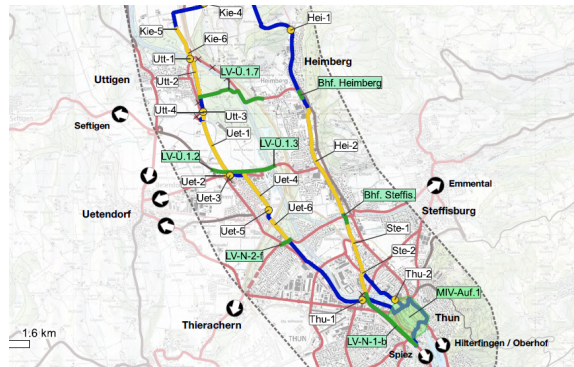 Kie-4
Hei-1
Kie-5
Kie-6
Utt-1
Heimberg
LV-Ü.1.7
Uttigen
Utt-2
Heimberg
Bhf. Heimberg
Utt-4
Utt-3
Seftigen
Uet-1
LV-Ü.1.3
Hei-2
LV-Ü.1.2
Uet-2
Uet-4
Bhf. Steffis.
Emmental
Uet-3
Uetendorf
Uet-6
Steffisburg
Uet-5
Ste-1
LV-N-2-f
Ste-2
Thu-2
MIV-Auf.1
Thierachern
Thu-1
Thun
1.6 km
THUN
LV-N-1-b
Hilterfingen / Oberhof
Spiez